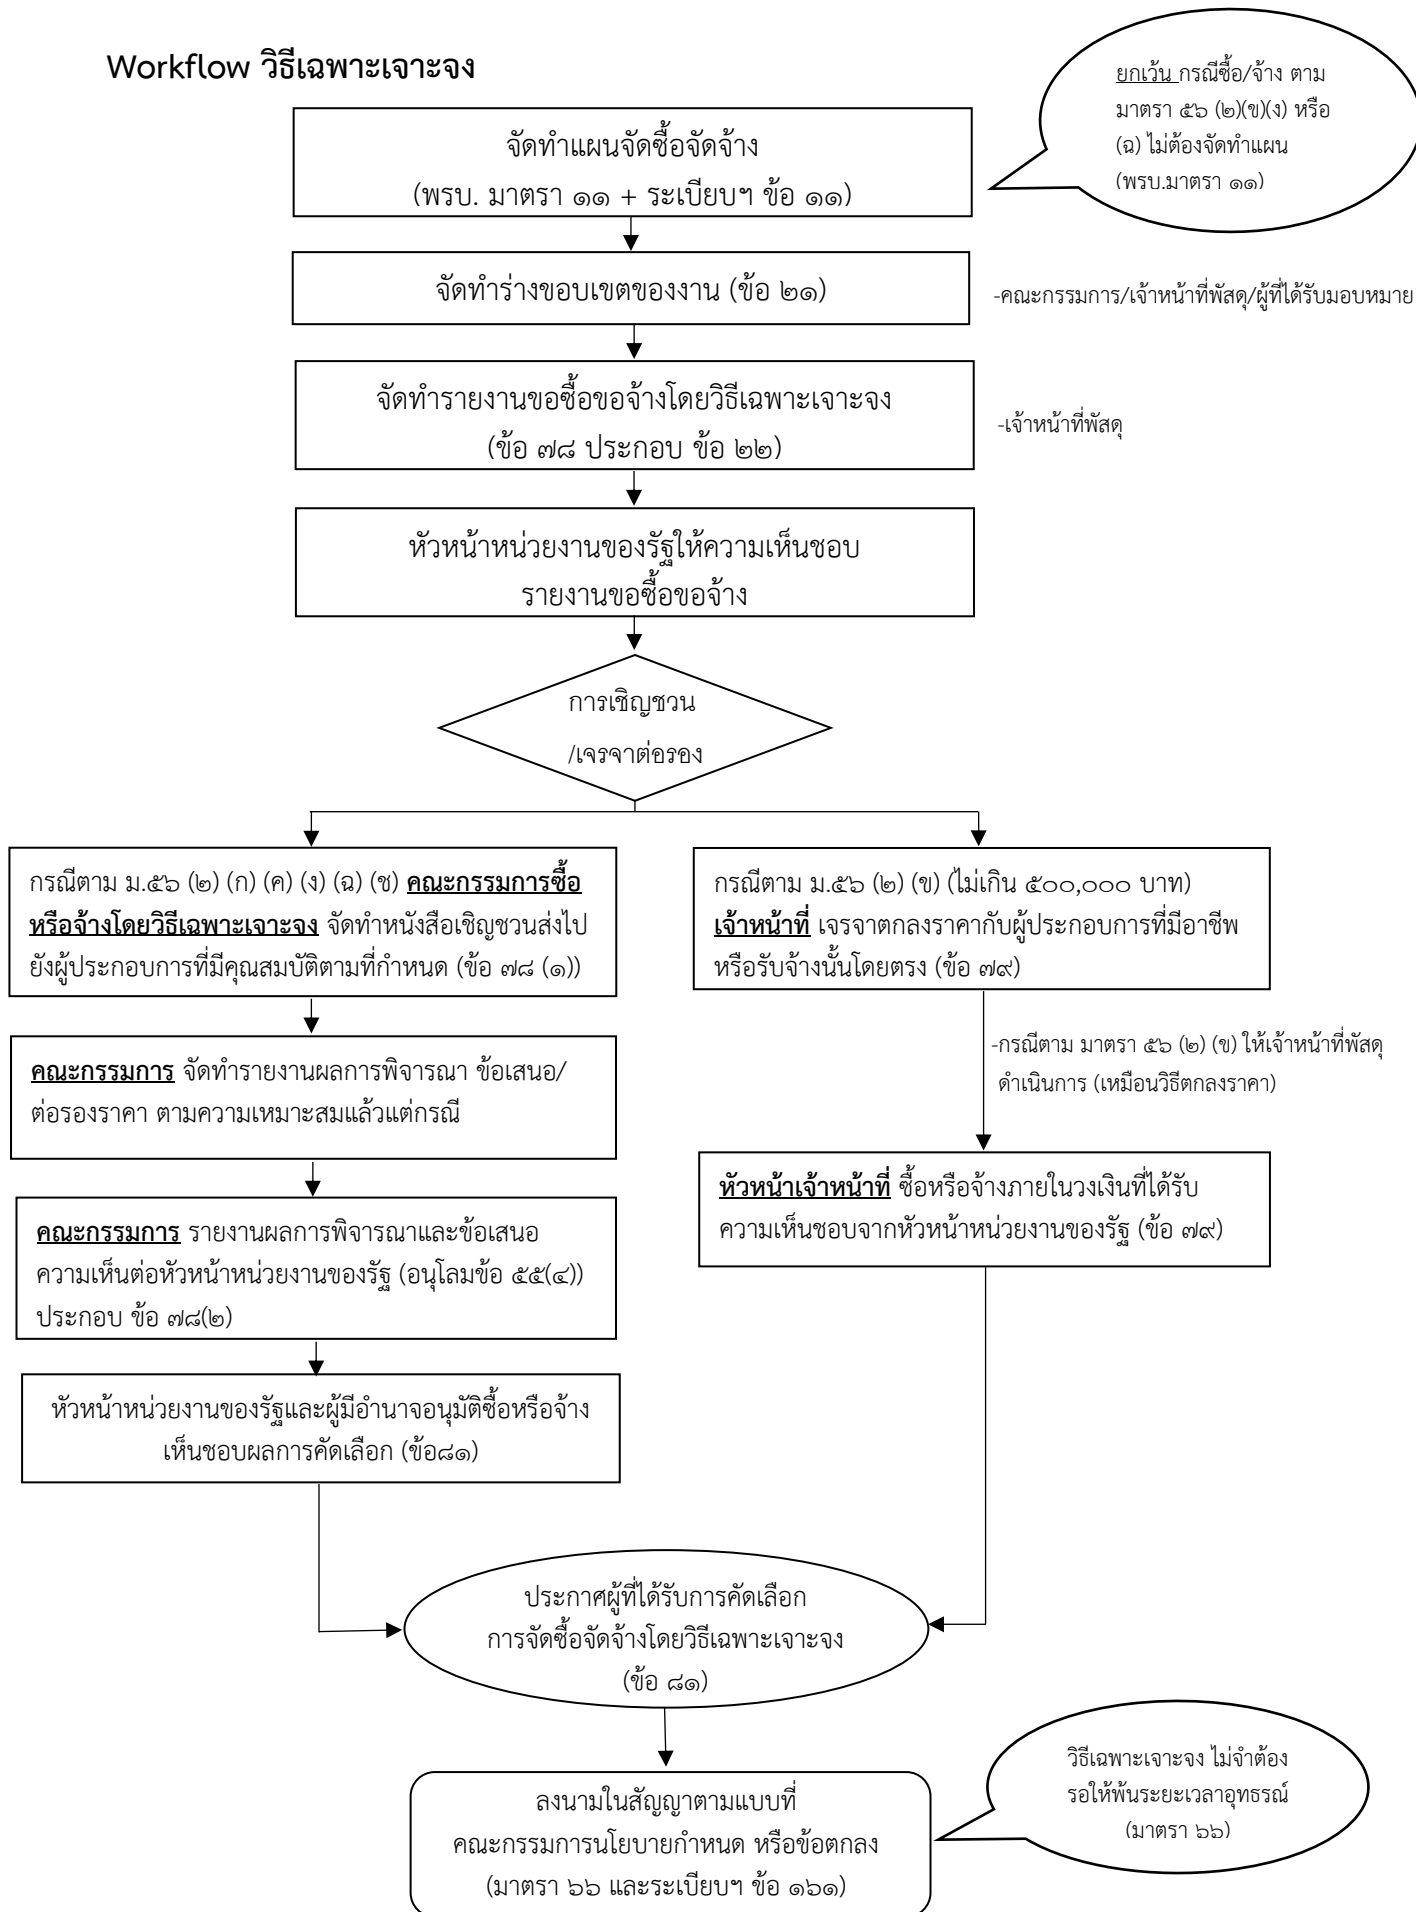 Workflow วิธีเฉพาะเจาะจง
ยกเว้น กรณีซื้อ/จ้าง ตาม
มาตรา ๕๖ (๒)(ข)(ง) หรือ
(ฉ) ไม่ต้องจัดทำแผน
(พรบ.มาตรา ๑๑)
จัดทำแผนจัดซื้อจัดจ้าง
(พรบ. มาตรา ๑๑ + ระเบียบฯ ข้อ ๑๑)
จัดทำร่างขอบเขตของงาน (ข้อ ๒๑)
-คณะกรรมการ/เจ้าหน้าที่พัสดุ/ผู้ที่ได้รับมอบหมาย
จัดทำรายงานขอซื้อขอจ้างโดยวิธีเฉพาะเจาะจง
(ข้อ ๗๘ ประกอบ ข้อ ๒๒)
-เจ้าหน้าที่พัสดุ
หัวหน้าหน่วยงานของรัฐให้ความเห็นชอบ
รายงานขอซื้อขอจ้าง
การเชิญชวน
/เจรจาต่อรอง
กรณีตาม ม.๕๖ (๒) (ก) (ค) (ง) (ฉ) (ช) คณะกรรมการซื้อ
หรือจ้างโดยวิธีเฉพาะเจาะจง จัดทำหนังสือเชิญชวนส่งไป
ยังผู้ประกอบการที่มีคุณสมบัติตามที่กำหนด (ข้อ ๗๘ (๑))
กรณีตาม ม.๕๖ (๒) (ข) (ไม่เกิน ๕๐๐,๐๐๐ บาท)
เจ้าหน้าที่ เจรจาตกลงราคากับผู้ประกอบการที่มีอาชีพ
หรือรับจ้างนั้นโดยตรง (ข้อ ๗๙)
คณะกรรมการ จัดทำรายงานผลการพิจารณา ข้อเสนอ/
ต่อรองราคา ตามความเหมาะสมแล้วแต่กรณี
-กรณีตาม มาตรา ๕๖ (๒) (ข) ให้เจ้าหน้าที่พัสดุ
ดำเนินการ (เหมือนวิธีตกลงราคา)
คณะกรรมการ รายงานผลการพิจารณาและข้อเสนอ
ความเห็นต่อหัวหน้าหน่วยงานของรัฐ (อนุโลมข้อ ๕๕(๔))
ประกอบ ข้อ ๗๘(๒)
หัวหน้าเจ้าหน้าที่ ซื้อหรือจ้างภายในวงเงินที่ได้รับ
ความเห็นชอบจากหัวหน้าหน่วยงานของรัฐ (ข้อ ๗๙)
หัวหน้าหน่วยงานของรัฐและผู้มีอำนาจอนุมัติซื้อหรือจ้าง
เห็นชอบผลการคัดเลือก (ข้อ๘๑)
ประกาศผู้ที่ได้รับการคัดเลือก
การจัดซื้อจัดจ้างโดยวิธีเฉพาะเจาะจง
(ข้อ ๘๑)
ลงนามในสัญญาตามแบบที่
คณะกรรมการนโยบายกำหนด หรือข้อตกลง
(มาตรา ๖๖ และระเบียบฯ ข้อ ๑๖๑)
วิธีเฉพาะเจาะจง ไม่จำต้อง
รอให้พ้นระยะเวลาอุทธรณ์
(มาตรา ๖๖)